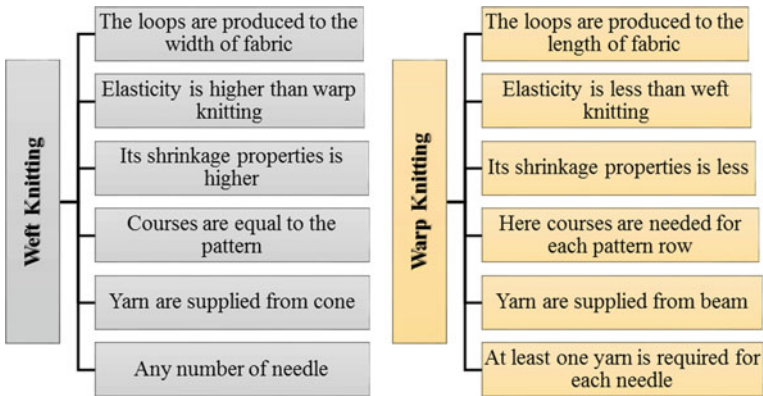 Weft Knitting
The loops are produced to the
width of fabric
Elasticity is higher than warp
knitting
Its shrinkage properties is
higher
Courses are equal to the
pattern
Yarn are supplied from cone
Any number of needle
Warp Knitting
The loops are produced to the
length of fabric
Elasticity is less than weft
knitting
Its shrinkage properties is less
Here courses are needed for
each pattern row
Yarn are supplied from beam
At least one yarn is required for
each needle